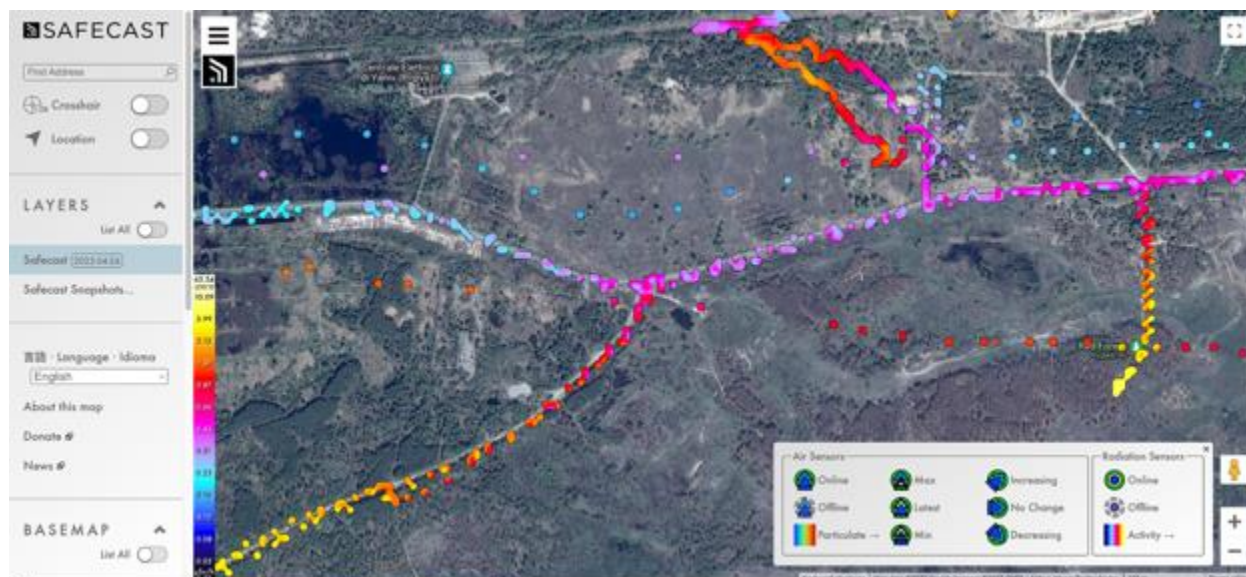 SAFECAST
Find Address
Crosshair
Location
LAYERS
List All
Safecast
Safecast Snapshots...
言語 · Language · Idioma
English
About this map
Donate
News
BASEMAP
List All
Air Sensors
Online
Max
Increasing
Offline
Latest
No Change
Particulate →
Min
Decreasing
Radiation Sensors
Online
Offline
Activity →